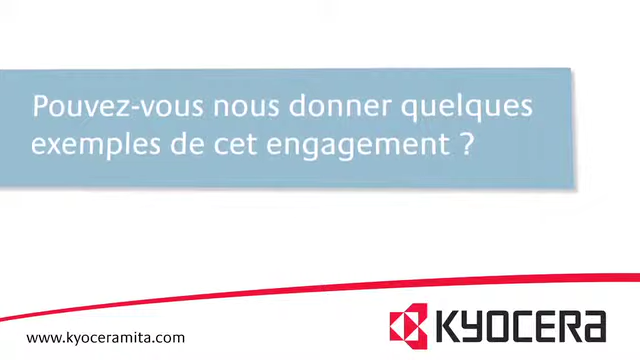 Pouvez-vous nous donner quelques
exemples de cet engagement ?
www.kyoceramita.com
KYOCERA